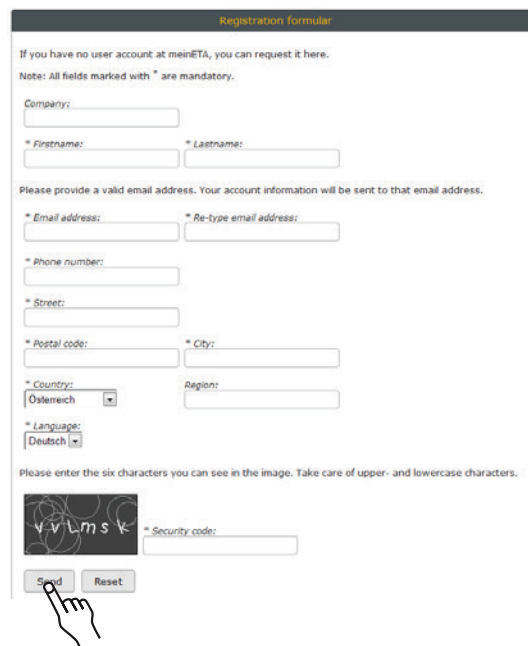 Registration formular
If you have no user account at meinETA, you can request it here.
Note: All fields marked with * are mandatory.
Company:
* Firstname: * Lastname:
Please provide a valid email address. Your account information will be sent to that email address.
* Email address: * Re-type email address:
* Phone number:
* Street:
* Postal code: * City:
* Country: Region:
Österreich
* Language:
Deutsch
Please enter the six characters you can see in the image. Take care of upper- and lowercase characters.
v v L m s k
* Security code:
Send Reset